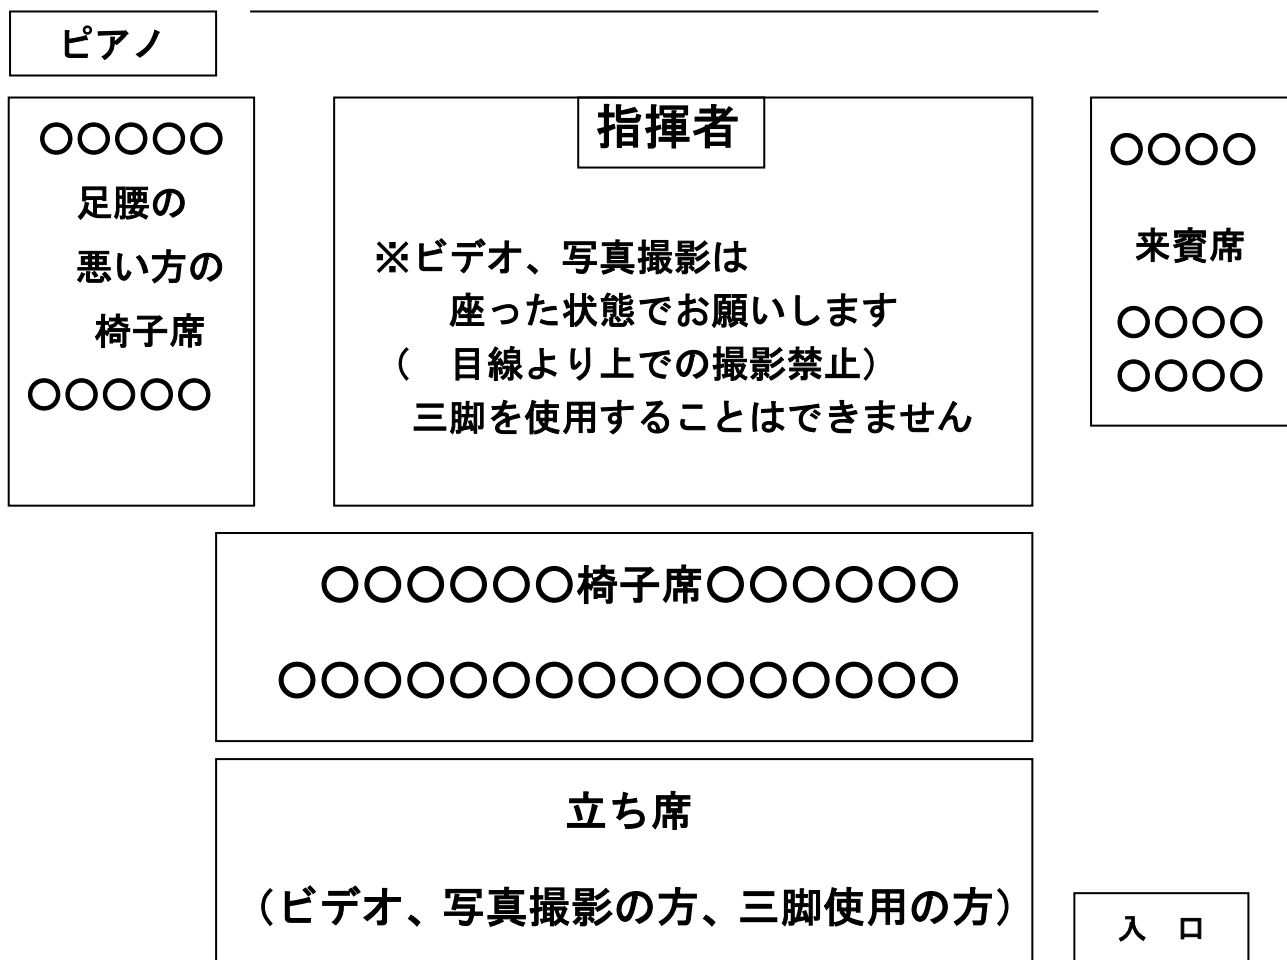 ピアノ
指揮者
○○○○○
足腰の
悪い方の
椅子席
○○○○○
※ビデオ、写真撮影は
座った状態でお願いします
（　目線より上での撮影禁止）
三脚を使用することはできません
○○○○
来賓席
○○○○
○○○○
○○○○○○椅子席○○○○○○
○○○○○○○○○○○○○○○○
立ち席
（ビデオ、写真撮影の方、三脚使用の方）
入　口